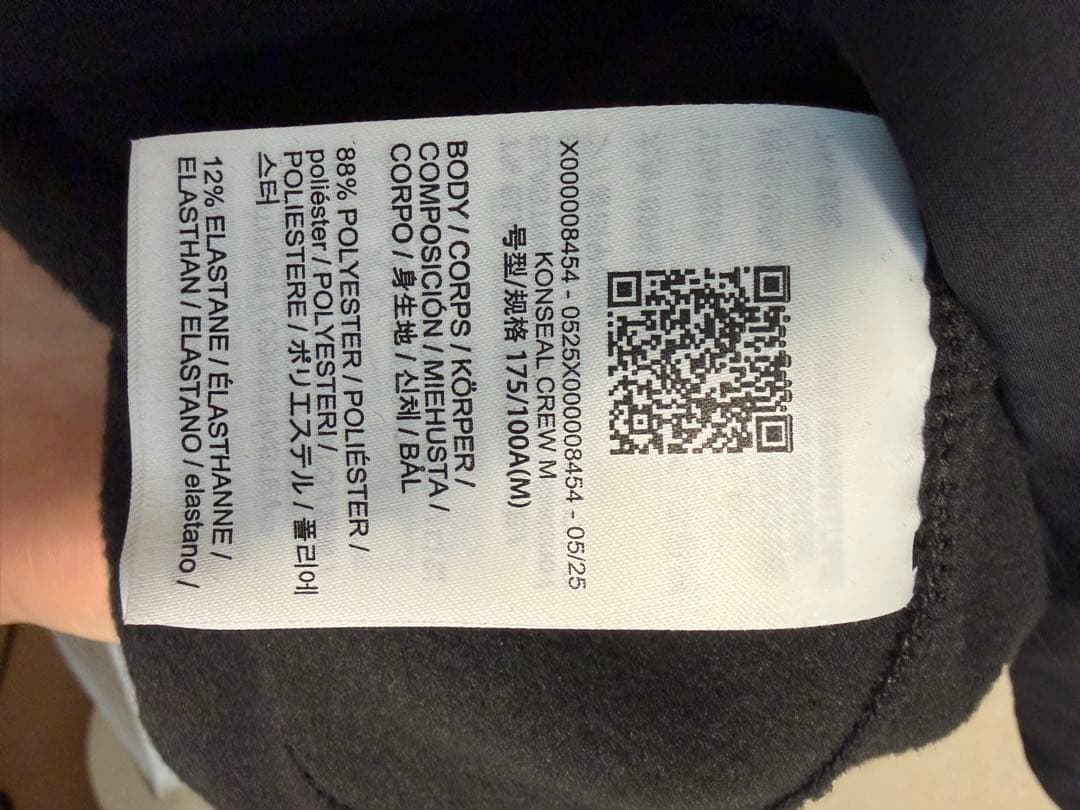 X000008454 - 0525X000008454 - 05/25
KONSEAL CREW M
号型/规格 175/100A(M)
BODY / CORPS / KÖRPER /
COMPOSICIÓN / MIEHUSTA /
CORPO / 身生地 / 신체 / BÅL
88% POLYESTER / POLIÉSTER /
poliéster / POLYESTERI /
POLIESTERE / ポリエステル / 폴리에
스터
12% ELASTANE / ÉLASTHANNE /
ELASTHAN / ELASTANO / elastano /